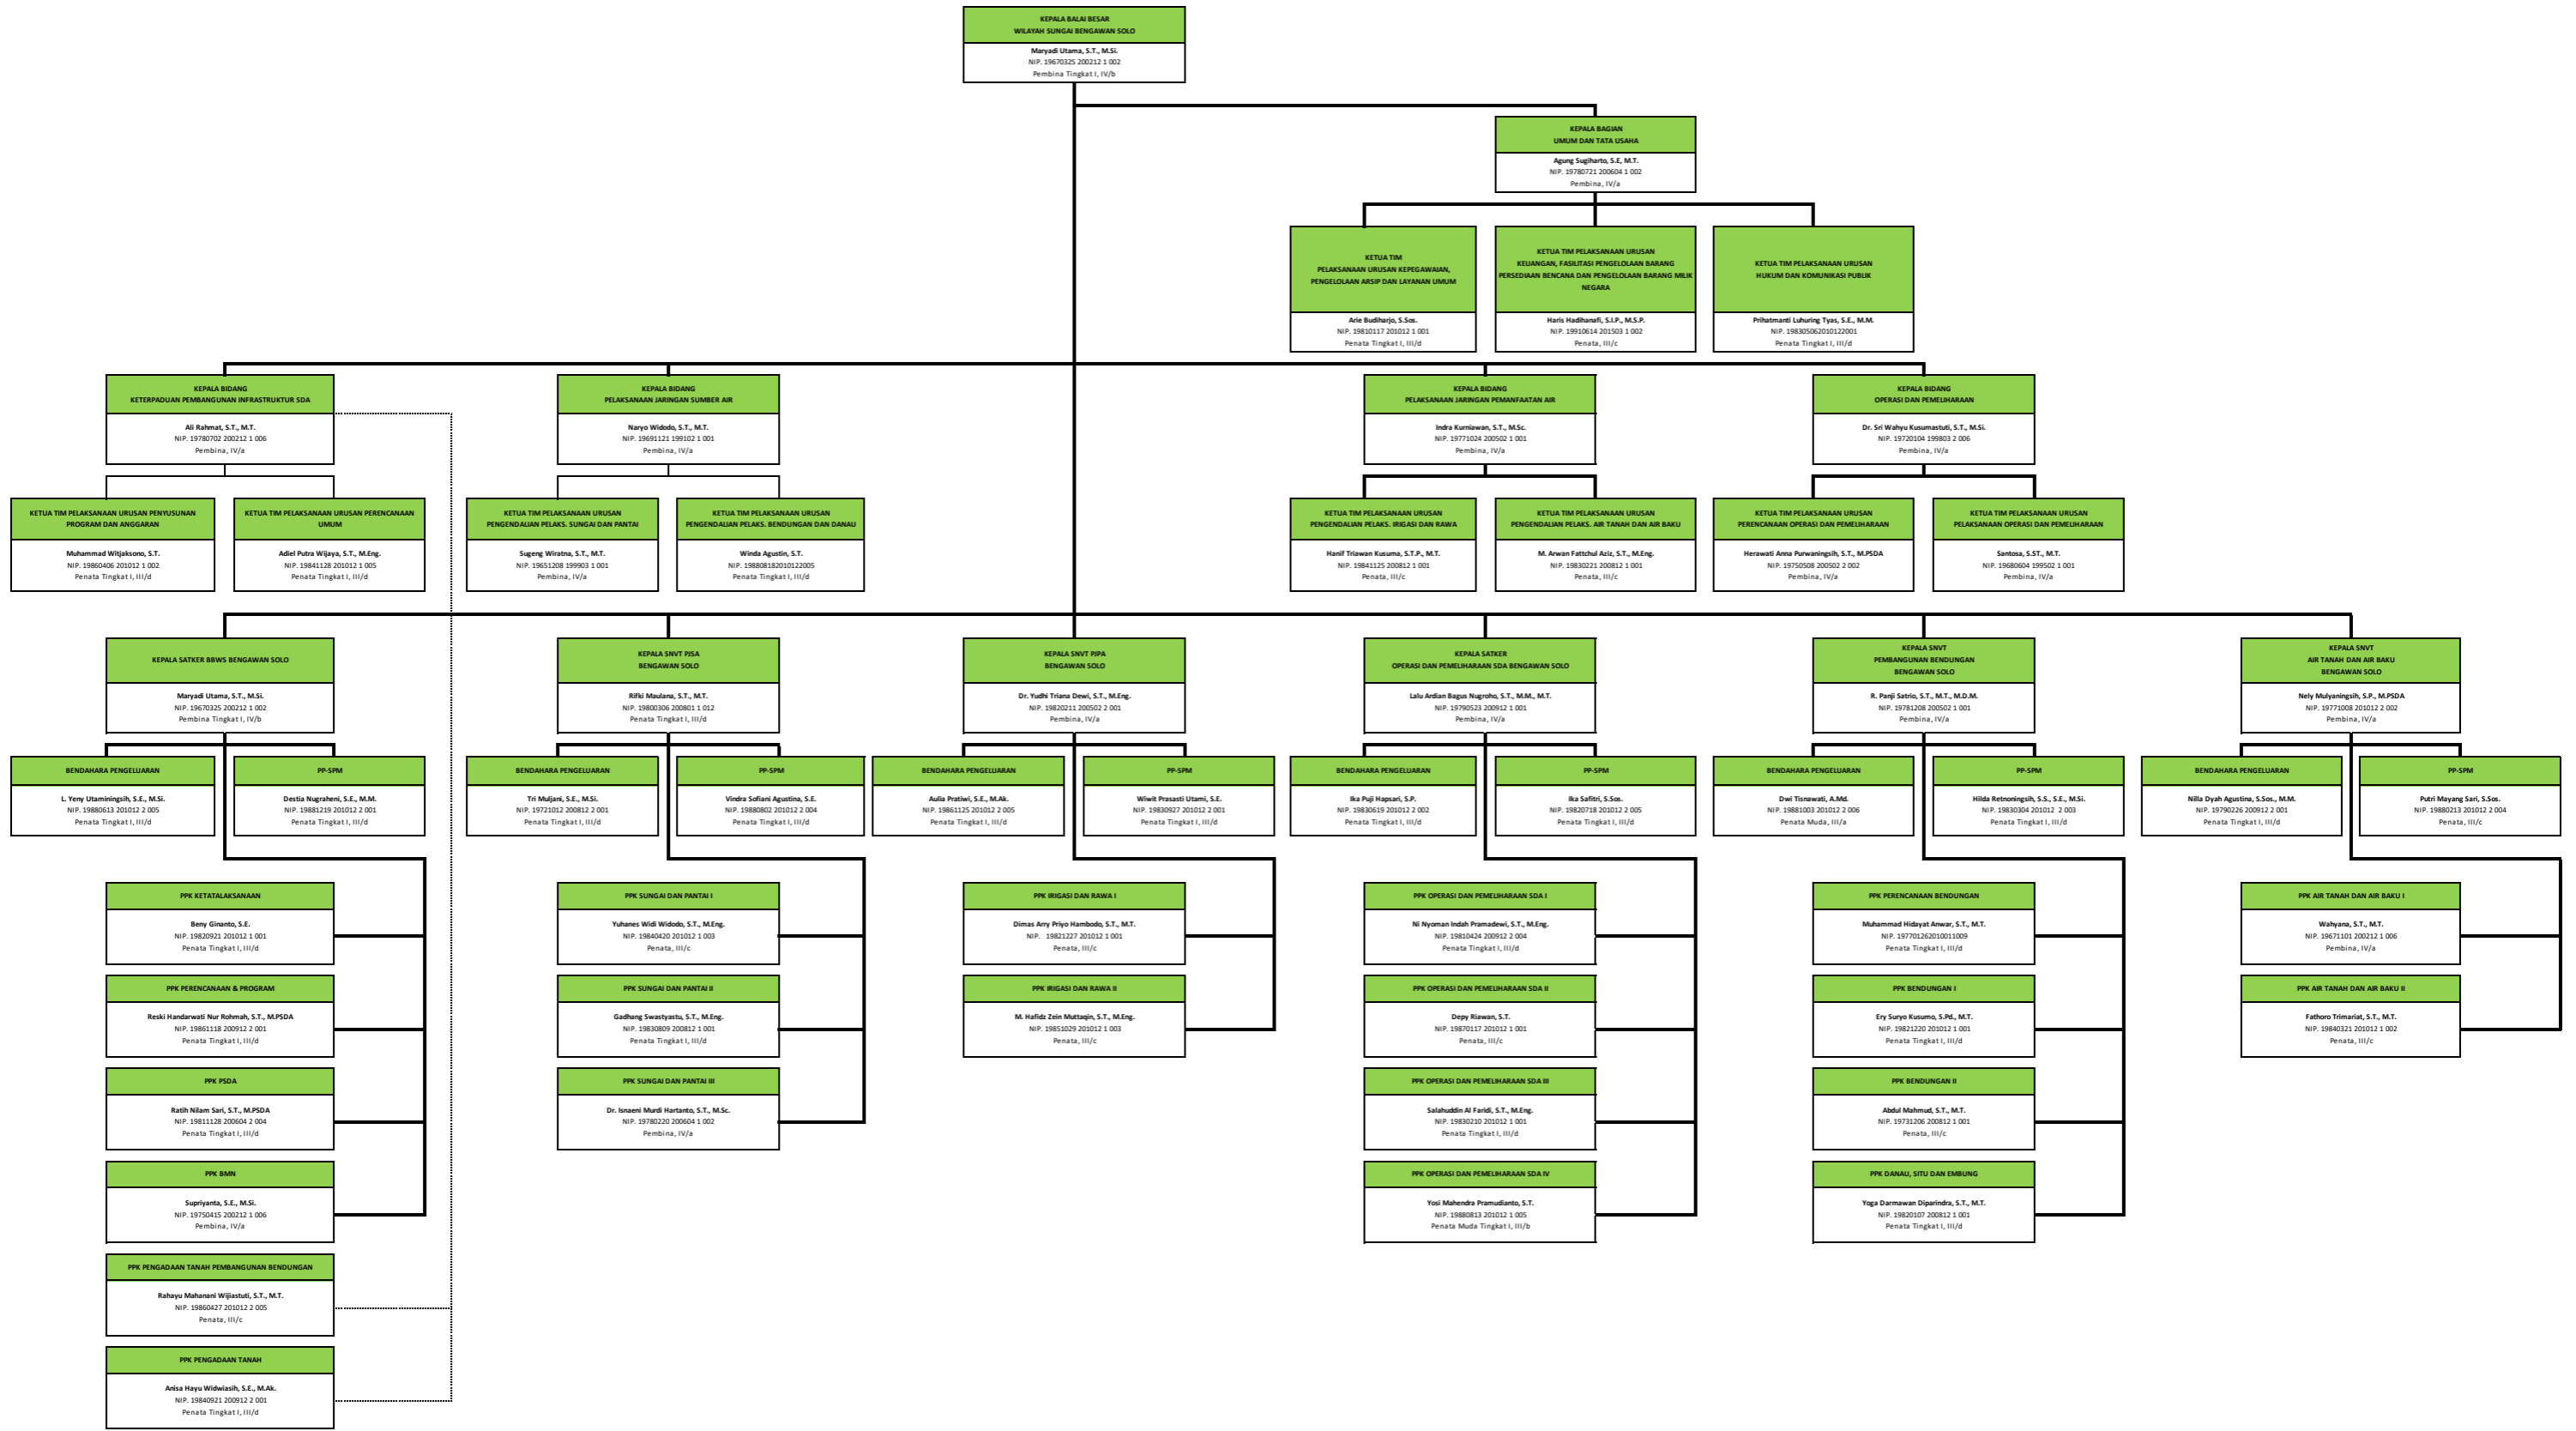 KEPALA BALAI BESAR
WILAYAH SUNGAI BENGAWAN SOLO
Maryadi Utama, S.T., M.Si.
NIP. 19670325 200212 1 002
Pembina Tingkat I, IV/b
KEPALA BAGIAN
UMUM DAN TATA USAHA
Agung Sugiharto, S.E, M.T.
NIP. 19780721 200604 1 002
Pembina, IV/a
KETUA TIM
PELAKSANAAN URUSAN KEPEGAWAIAN,
PENGELOLAAN ARSIP DAN LAYANAN UMUM
Arie Budiharjo, S.Sos.
NIP. 19810117 201012 1 001
Penata Tingkat I, III/d
KETUA TIM PELAKSANAAN URUSAN
KEUANGAN, FASILITASI PENGELOLAAN BARANG
PERSEDIAAN BENCANA DAN PENGELOLAAN BARANG MILIK
NEGARA
Haris Hadihanafi, S.I.P., M.S.P.
NIP. 19910614 201503 1 002
Penata, III/c
KETUA TIM PELAKSANAAN URUSAN
HUKUM DAN KOMUNIKASI PUBLIK
Prihatmanti Luhuring Tyas, S.E., M.M.
NIP. 198305062010122001
Penata Tingkat I, III/d
KEPALA BIDANG
KETERPADUAN PEMBANGUNAN INFRASTRUKTUR SDA
Ali Rahmat, S.T., M.T.
NIP. 19780702 200212 1 006
Pembina, IV/a
KEPALA BIDANG
PELAKSANAAN JARINGAN SUMBER AIR
Naryo Widodo, S.T., M.T.
NIP. 19691121 199102 1 001
Pembina, IV/a
KEPALA BIDANG
PELAKSANAAN JARINGAN PEMANFAATAN AIR
Indra Kurniawan, S.T., M.Sc.
NIP. 19771024 200502 1 001
Pembina, IV/a
KEPALA BIDANG
OPERASI DAN PEMELIHARAAN
Dr. Sri Wahyu Kusumastuti, S.T., M.Si.
NIP. 19720104 199803 2 006
Pembina, IV/a
KETUA TIM PELAKSANAAN URUSAN PENYUSUNAN
PROGRAM DAN ANGGARAN
Muhammad Witjaksono, S.T.
NIP. 19860406 201012 1 002
Penata Tingkat I, III/d
KETUA TIM PELAKSANAAN URUSAN PERENCANAAN
UMUM
Adiel Putra Wijaya, S.T., M.Eng.
NIP. 19841128 201012 1 005
Penata Tingkat I, III/d
KETUA TIM PELAKSANAAN URUSAN
PENGENDALIAN PELAKS. SUNGAI DAN PANTAI
Sugeng Wiratna, S.T., M.T.
NIP. 19651208 199903 1 001
Pembina, IV/a
KETUA TIM PELAKSANAAN URUSAN
PENGENDALIAN PELAKS. BENDUNGAN DAN DANAU
Winda Agustin, S.T.
NIP. 198808182010122005
Penata Tingkat I, III/d
KETUA TIM PELAKSANAAN URUSAN
PENGENDALIAN PELAKS. IRIGASI DAN RAWA
Hanif Triawan Kusuma, S.T.P., M.T.
NIP. 19841125 200812 1 001
Penata, III/c
KETUA TIM PELAKSANAAN URUSAN
PENGENDALIAN PELAKS. AIR TANAH DAN AIR BAKU
M. Arwan Fattchul Aziz, S.T., M.Eng.
NIP. 19830221 200812 1 001
Penata, III/c
KETUA TIM PELAKSANAAN URUSAN
PERENCANAAN OPERASI DAN PEMELIHARAAN
Herawati Anna Purwaningsih, S.T., M.PSDA
NIP. 19750508 200502 2 002
Pembina, IV/a
KETUA TIM PELAKSANAAN URUSAN
PELAKSANAAN OPERASI DAN PEMELIHARAAN
Santosa, S.ST., M.T.
NIP. 19680604 199502 1 001
Pembina, IV/a
KEPALA SATKER BBWS BENGAWAN SOLO
Maryadi Utama, S.T., M.Si.
NIP. 19670325 200212 1 002
Pembina Tingkat I, IV/b
KEPALA SNVT PJSA
BENGAWAN SOLO
Rifki Maulana, S.T., M.T.
NIP. 19800306 200801 1 012
Penata Tingkat I, III/d
KEPALA SNVT PJPA
BENGAWAN SOLO
Dr. Yudhi Triana Dewi, S.T., M.Eng.
NIP. 19820211 200502 2 001
Pembina, IV/a
KEPALA SATKER
OPERASI DAN PEMELIHARAAN SDA BENGAWAN SOLO
Lalu Ardian Bagus Nugroho, S.T., M.M., M.T.
NIP. 19790523 200912 1 001
Pembina, IV/a
KEPALA SNVT
PEMBANGUNAN BENDUNGAN
BENGAWAN SOLO
R. Panji Satrio, S.T., M.T., M.D.M.
NIP. 19781208 200502 1 001
Pembina, IV/a
KEPALA SNVT
AIR TANAH DAN AIR BAKU
BENGAWAN SOLO
Nely Mulyaningsih, S.P., M.PSDA
NIP. 19771008 201012 2 002
Pembina, IV/a
BENDAHARA PENGELUARAN
L. Yeny Utaminingsih, S.E., M.Si.
NIP. 19880613 201012 2 005
Penata Tingkat I, III/d
PP-SPM
Destia Nugraheni, S.E., M.M.
NIP. 19881219 201012 2 001
Penata Tingkat I, III/d
BENDAHARA PENGELUARAN
Tri Muljani, S.E., M.Si.
NIP. 19721012 200812 2 001
Penata Tingkat I, III/d
PP-SPM
Vindra Sofiani Agustina, S.E.
NIP. 19880802 201012 2 004
Penata Tingkat I, III/d
BENDAHARA PENGELUARAN
Aulia Pratiwi, S.E., M.Ak.
NIP. 19861125 201012 2 005
Penata Tingkat I, III/d
PP-SPM
Wiwit Prasasti Utami, S.E.
NIP. 19830927 201012 2 001
Penata Tingkat I, III/d
BENDAHARA PENGELUARAN
Ika Puji Hapsari, S.P.
NIP. 19830619 201012 2 002
Penata Tingkat I, III/d
PP-SPM
Ika Safitri, S.Sos.
NIP. 19820718 201012 2 005
Penata Tingkat I, III/d
BENDAHARA PENGELUARAN
Dwi Tisnawati, A.Md.
NIP. 19881003 201012 2 006
Penata Muda, III/a
PP-SPM
Hilda Retnoningsih, S.S., S.E., M.Si.
NIP. 19830304 201012 2 003
Penata Tingkat I, III/d
BENDAHARA PENGELUARAN
Nilla Dyah Agustina, S.Sos., M.M.
NIP. 19790226 200912 2 001
Penata Tingkat I, III/d
PP-SPM
Putri Mayang Sari, S.Sos.
NIP. 19880213 201012 2 004
Penata, III/c
PPK KETATALAKSANAAN
Beny Ginanto, S.E.
NIP. 19820921 201012 1 001
Penata Tingkat I, III/d
PPK SUNGAI DAN PANTAI I
Yuhanes Widi Widodo, S.T., M.Eng.
NIP. 19840420 201012 1 003
Penata, III/c
PPK IRIGASI DAN RAWA I
Dimas Arry Priyo Hambodo, S.T., M.T.
NIP. 19821227 201012 1 001
Penata, III/c
PPK OPERASI DAN PEMELIHARAAN SDA I
Ni Nyoman Indah Pramadewi, S.T., M.Eng.
NIP. 19810424 200912 2 004
Penata Tingkat I, III/d
PPK PERENCANAAN BENDUNGAN
Muhammad Hidayat Anwar, S.T., M.T.
NIP. 197701262010011009
Penata Tingkat I, III/d
PPK AIR TANAH DAN AIR BAKU I
Wahyana, S.T., M.T.
NIP. 19671101 200212 1 006
Pembina, IV/a
PPK PERENCANAAN & PROGRAM
Reski Handarwati Nur Rohmah, S.T., M.PSDA
NIP. 19861118 200912 2 001
Penata Tingkat I, III/d
PPK SUNGAI DAN PANTAI II
Gadhang Swastyastu, S.T., M.Eng.
NIP. 19830809 200812 1 001
Penata Tingkat I, III/d
PPK IRIGASI DAN RAWA II
M. Hafidz Zein Muttaqin, S.T., M.Eng.
NIP. 19851029 201012 1 003
Penata, III/c
PPK OPERASI DAN PEMELIHARAAN SDA II
Depy Riawan, S.T.
NIP. 19870117 201012 1 001
Penata, III/c
PPK BENDUNGAN I
Ery Suryo Kusumo, S.Pd., M.T.
NIP. 19821220 201012 1 001
Penata Tingkat I, III/d
PPK AIR TANAH DAN AIR BAKU II
Fathoro Trimariat, S.T., M.T.
NIP. 19840321 201012 1 002
Penata, III/c
PPK PSDA
Ratih Nilam Sari, S.T., M.PSDA
NIP. 19811128 200604 2 004
Penata Tingkat I, III/d
PPK SUNGAI DAN PANTAI III
Dr. Isnaeni Murdi Hartanto, S.T., M.Sc.
NIP. 19780220 200604 1 002
Pembina, IV/a
PPK OPERASI DAN PEMELIHARAAN SDA III
Salahuddin Al Faridi, S.T., M.Eng.
NIP. 19830210 201012 1 001
Penata Tingkat I, III/d
PPK BENDUNGAN II
Abdul Mahmud, S.T., M.T.
NIP. 19731206 200812 1 001
Penata, III/c
PPK BMN
Supriyanta, S.E., M.Si.
NIP. 19750415 200212 1 006
Pembina, IV/a
PPK OPERASI DAN PEMELIHARAAN SDA IV
Yosi Mahendra Pramudianto, S.T.
NIP. 19880813 201012 1 005
Penata Muda Tingkat I, III/b
PPK DANAU, SITU DAN EMBUNG
Yoga Darmawan Diparindra, S.T., M.T.
NIP. 19820107 200812 1 001
Penata Tingkat I, III/d
PPK PENGADAAN TANAH PEMBANGUNAN BENDUNGAN
Rahayu Mahanani Wijiastuti, S.T., M.T.
NIP. 19860427 201012 2 005
Penata, III/c
PPK PENGADAAN TANAH
Anisa Hayu Widwiasih, S.E., M.Ak.
NIP. 19840921 200912 2 001
Penata Tingkat I, III/d